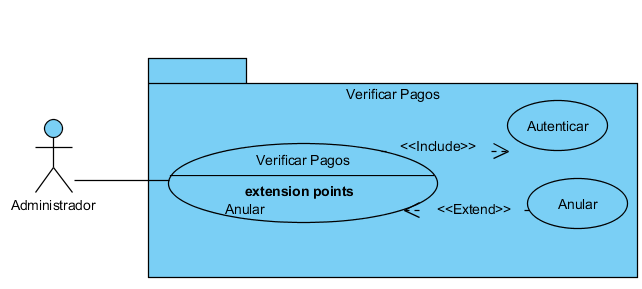 Verificar Pagos
Autenticar
<<Include>>
Verificar Pagos
extension points
Anular
<<Extend>>
Anular
Administrador